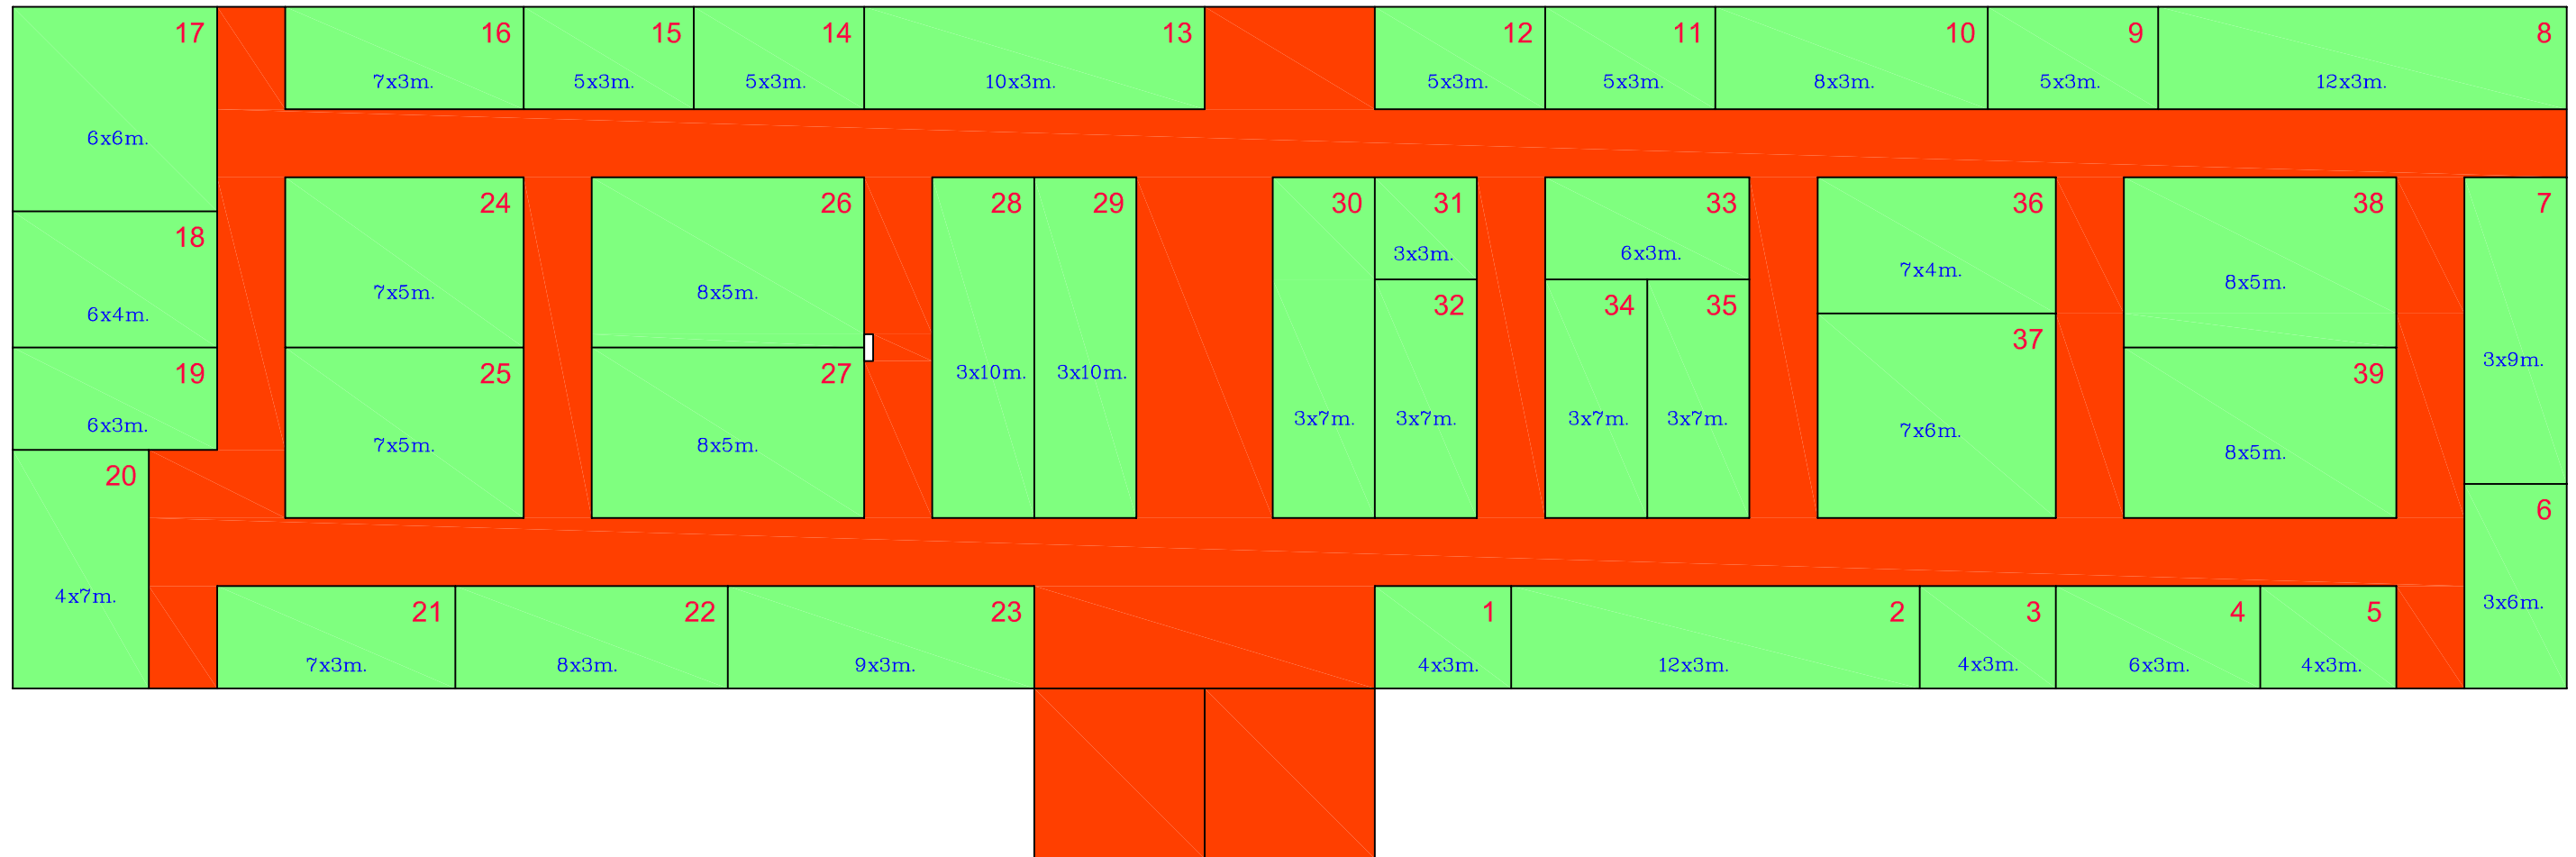 17
6x6m.
16
7x3m.
15
5x3m.
14
5x3m.
13
10x3m.
12
5x3m.
11
5x3m.
10
8x3m.
9
5x3m.
8
12x3m.
18
6x4m.
19
6x3m.
20
4x7m.
24
7x5m.
25
7x5m.
26
8x5m.
27
8x5m.
28
3x10m.
29
3x10m.
30
3x7m.
31
3x3m.
32
3x7m.
33
6x3m.
34
3x7m.
35
3x7m.
36
7x4m.
37
7x6m.
38
8x5m.
39
8x5m.
7
3x9m.
6
3x6m.
21
7x3m.
22
8x3m.
23
9x3m.
1
4x3m.
2
12x3m.
3
4x3m.
4
6x3m.
5
4x3m.